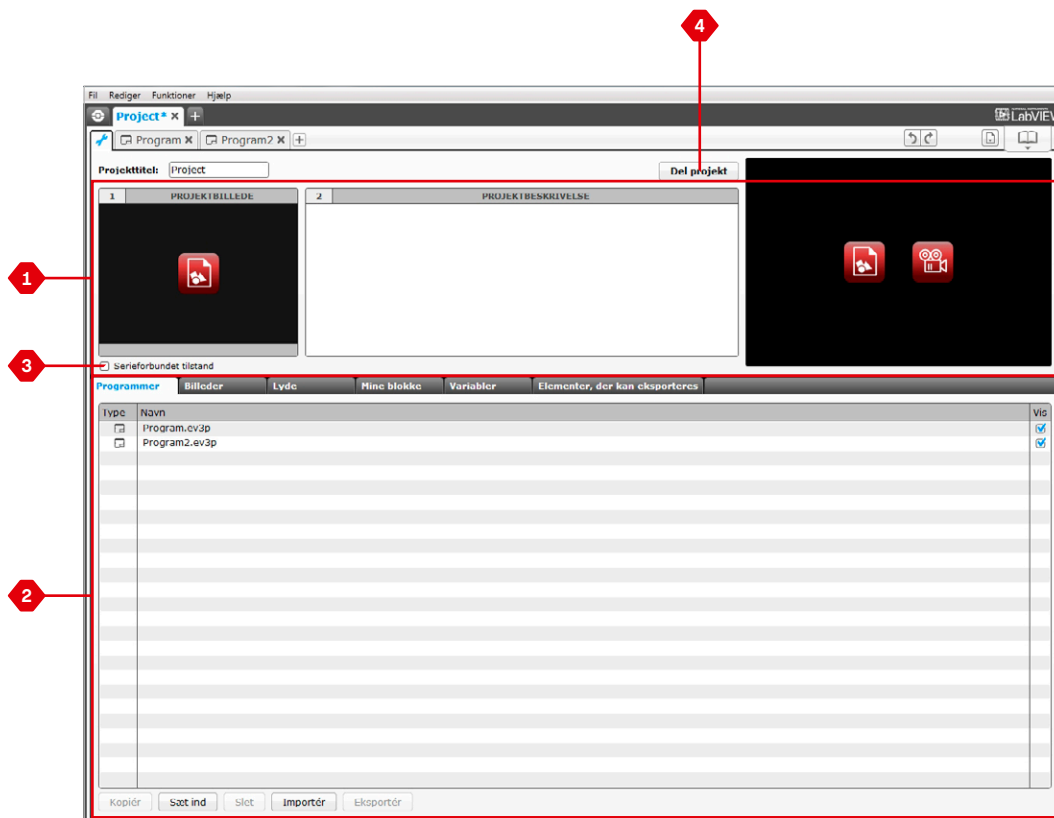 4
Fil Rediger Funktioner Hjælp
Project* × +
LabVIEW
Program × Program2 × +
Projekttitel: Project
Del projekt
1 PROJEKTBILLEDE
2 PROJEKTBESKRIVELSE
1
3
Serieforbundet tilstand
Programmer Billeder Lyde Mine blokke Variabler Elementer, der kan eksporteres
Type Navn Vis
Program.ev3p
Program2.ev3p
2
Kopiér Sæt ind Slet Importér Eksportér